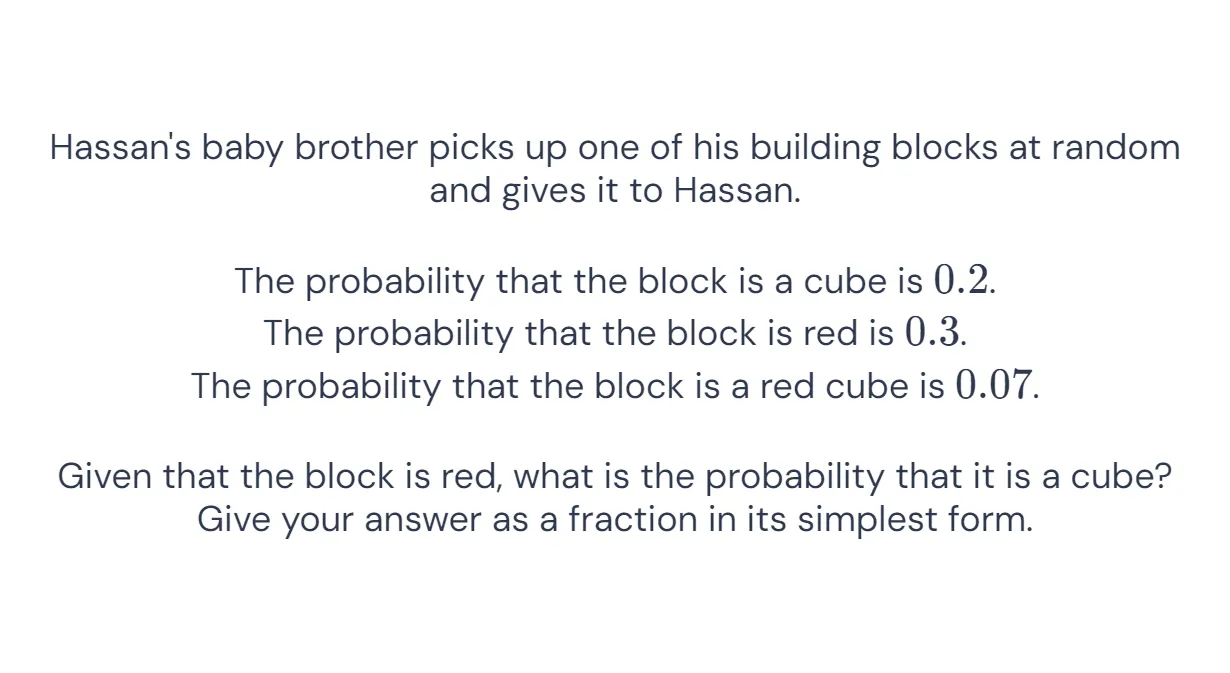 Hassan's baby brother picks up one of his building blocks at random
and gives it to Hassan.
The probability that the block is a cube is 0.2.
The probability that the block is red is 0.3.
The probability that the block is a red cube is 0.07.
Given that the block is red, what is the probability that it is a cube?
Give your answer as a fraction in its simplest form.